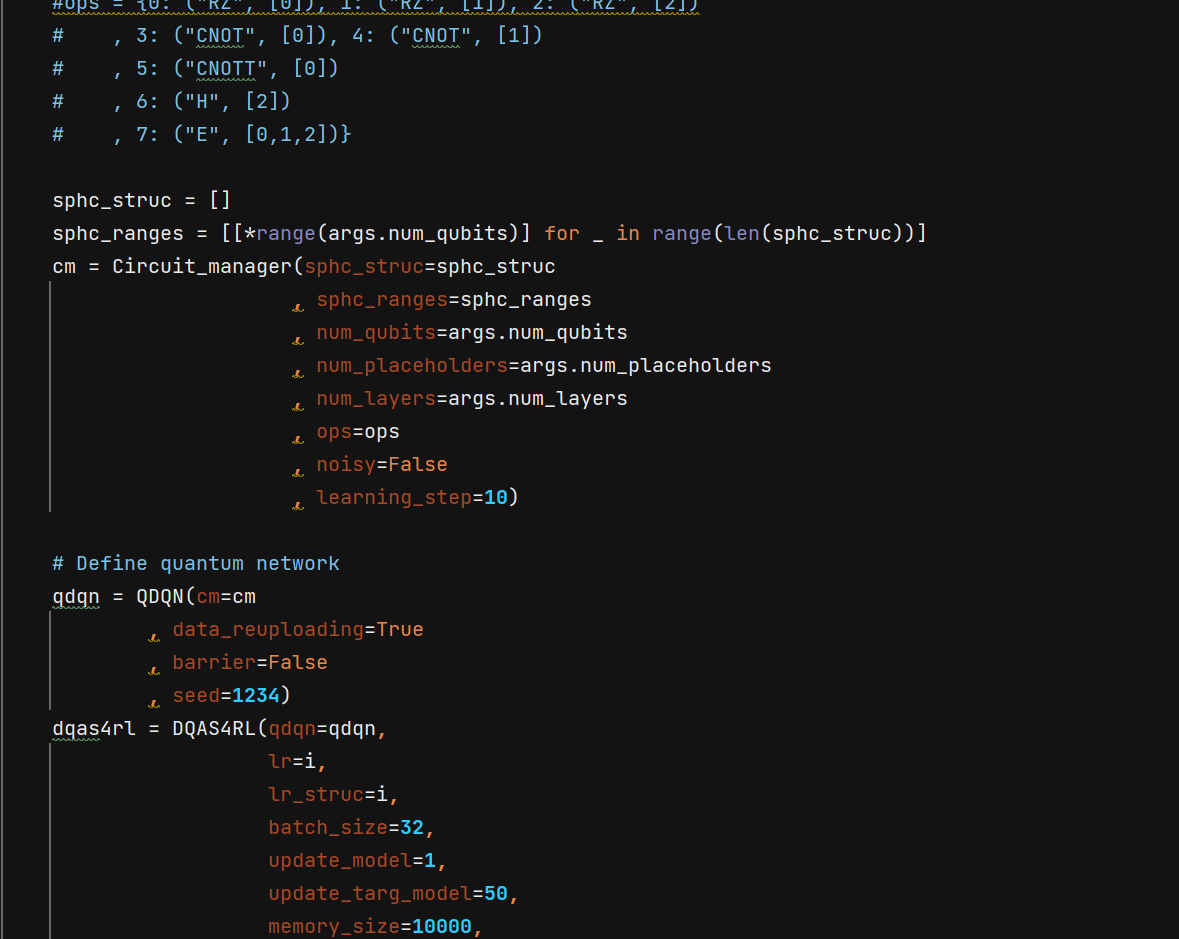 #ops = {0: ("RZ", [0]), 1: ("RZ", [1]), 2: ("RZ", [2])
#    , 3: ("CNOT", [0]), 4: ("CNOT", [1])
#    , 5: ("CNOTT", [0])
#    , 6: ("H", [2])
#    , 7: ("E", [0,1,2])}
sphc_struc = []
sphc_ranges = [[*range(args.num_qubits)] for _ in range(len(sphc_struc))]
cm = Circuit_manager(sphc_struc=sphc_struc
, sphc_ranges=sphc_ranges
, num_qubits=args.num_qubits
, num_placeholders=args.num_placeholders
, num_layers=args.num_layers
, ops=ops
, noisy=False
, learning_step=10)
# Define quantum network
qdqn = QDQN(cm=cm
, data_reuploading=True
, barrier=False
, seed=1234)
dqas4rl = DQAS4RL(qdqn=qdqn,
lr=i,
lr_struc=i,
batch_size=32,
update_model=1,
update_targ_model=50,
memory_size=10000,